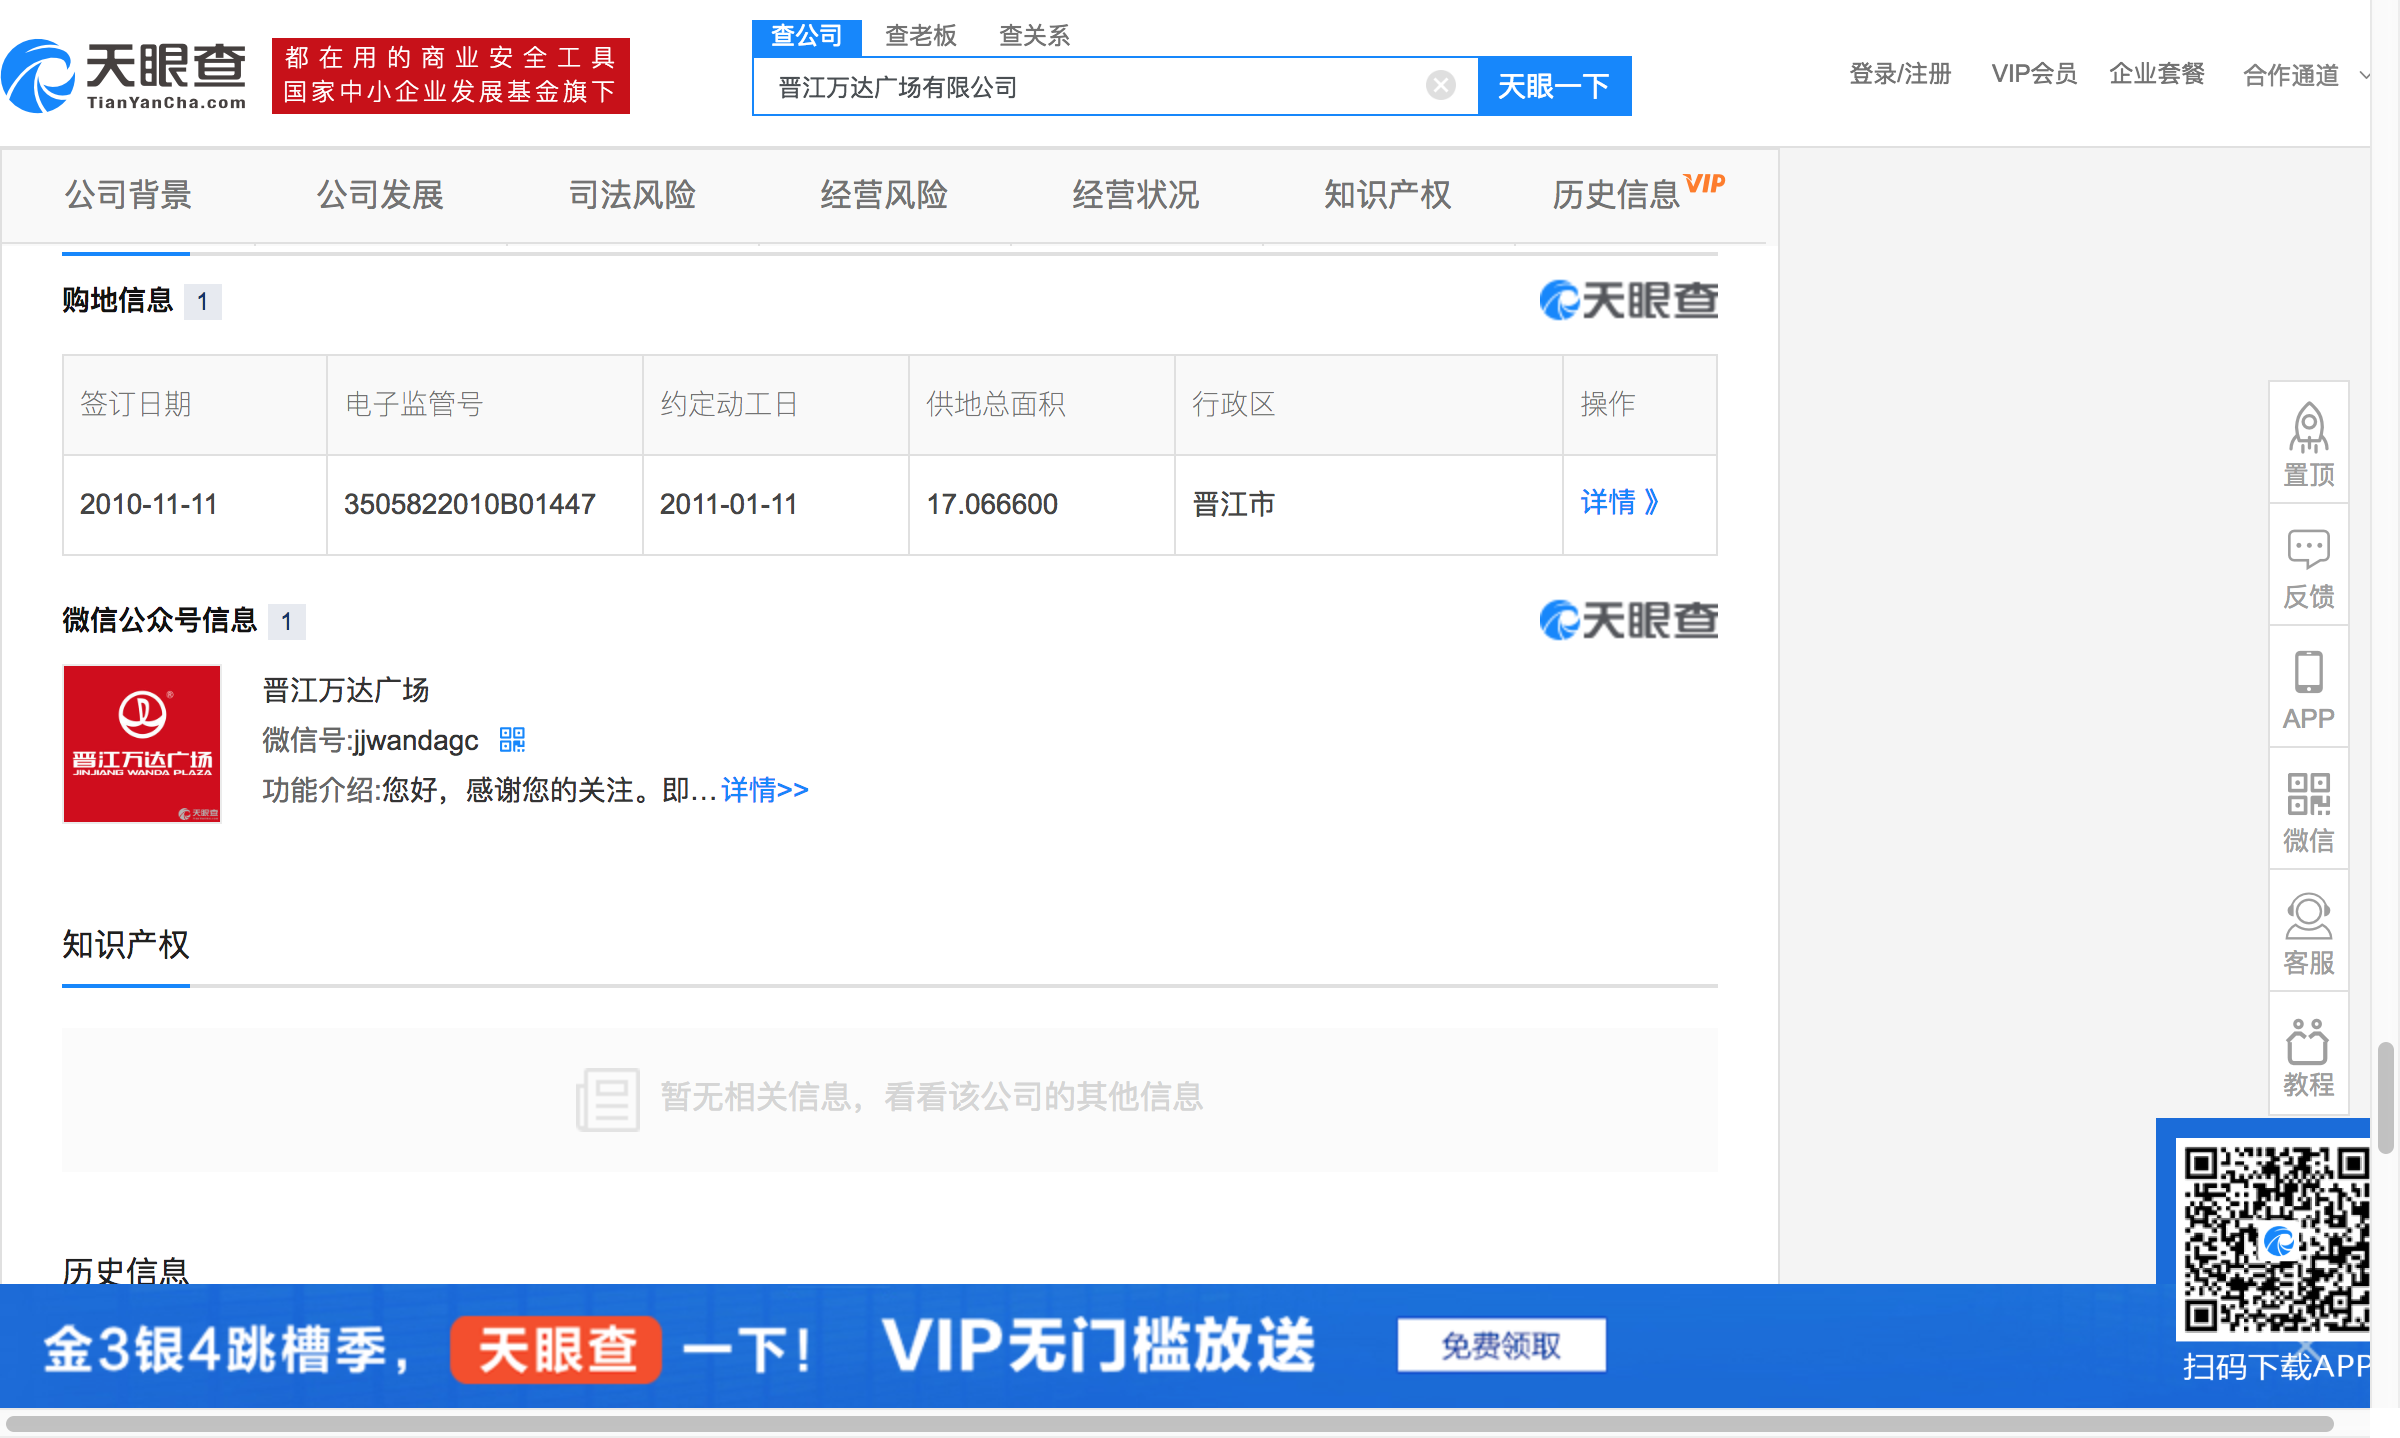 天眼查
TianYanCha.com
都在用的商业安全工具
国家中小企业发展基金旗下
查公司 查老板 查关系
晋江万达广场有限公司
天眼一下
登录/注册 VIP会员 企业套餐 合作通道
公司背景 公司发展 司法风险 经营风险 经营状况 知识产权 历史信息 VIP
购地信息 1
天眼查
签订日期 电子监管号 约定动工日 供地总面积 行政区 操作
2010-11-11 3505822010B01447 2011-01-11 17.066600 晋江市 详情 》
微信公众号信息 1
天眼查
晋江万达广场
JINJIANG WANDA PLAZA
天眼查
晋江万达广场
微信号:jjwandagc
功能介绍:您好，感谢您的关注。即...详情>>
知识产权
暂无相关信息，看看该公司的其他信息
历史信息
置顶
反馈
APP
微信
客服
教程
金3银4跳槽季，天眼查一下！ VIP无门槛放送 免费领取
扫码下载APP